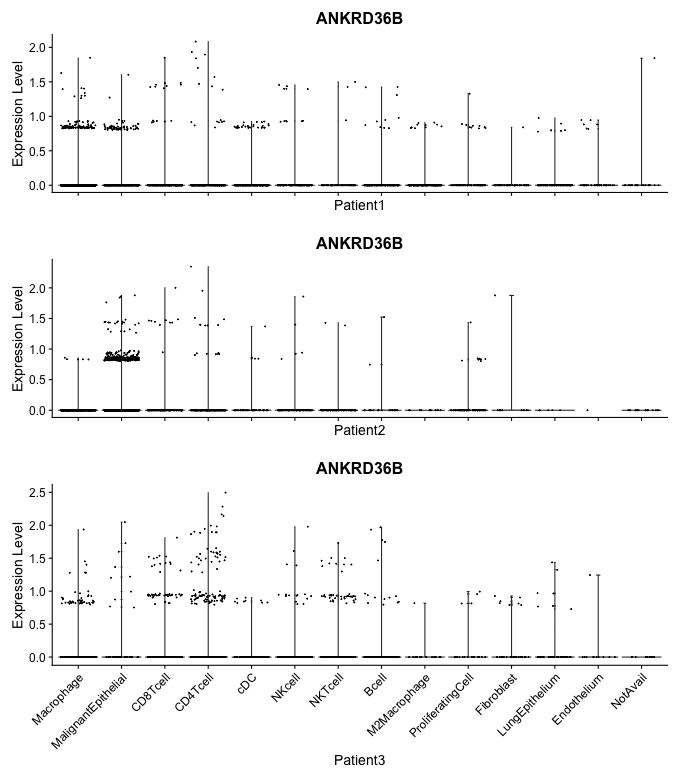 ANKRD36B
Expression Level
2.0
1.5
1.0
0.5
0.0
Patient1
ANKRD36B
Expression Level
2.0
1.5
1.0
0.5
0.0
Patient2
ANKRD36B
Expression Level
2.5
2.0
1.5
1.0
0.5
0.0
Macrophage
MalignantEpithelial
CD8Tcell
CD4Tcell
cDC
NKcell
NKTcell
Bcell
M2Macrophage
ProliferatingCell
Fibroblast
LungEpithelium
Endothelium
NotAvail
Patient3